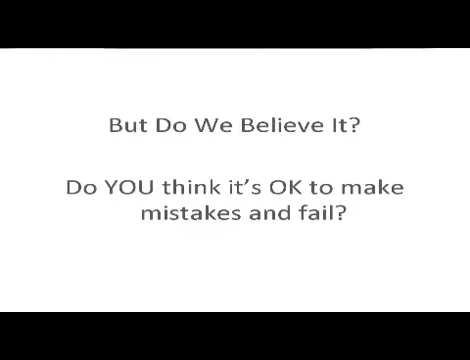 But Do We Believe It?
Do YOU think it's OK to make
mistakes and fail?